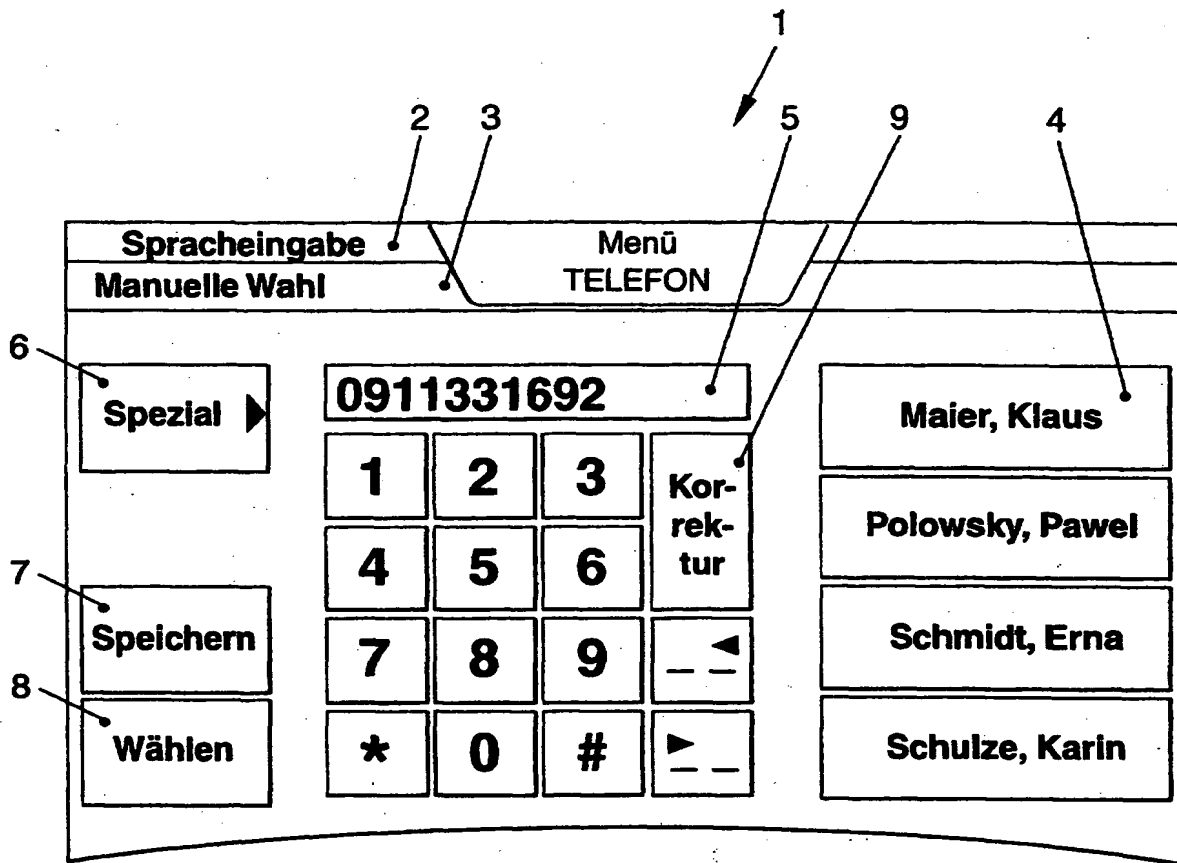 1
2 3 5 9 4
Spracheingabe
Menü
Manuelle Wahl
TELEFON
6
Spezial
0911331692
Maier, Klaus
1 2 3
Kor-
rek-
tur
Polowsky, Pawel
4 5 6
7
Speichern
7 8 9
Schmidt, Erna
8
Wählen
* 0 #
Schulze, Karin